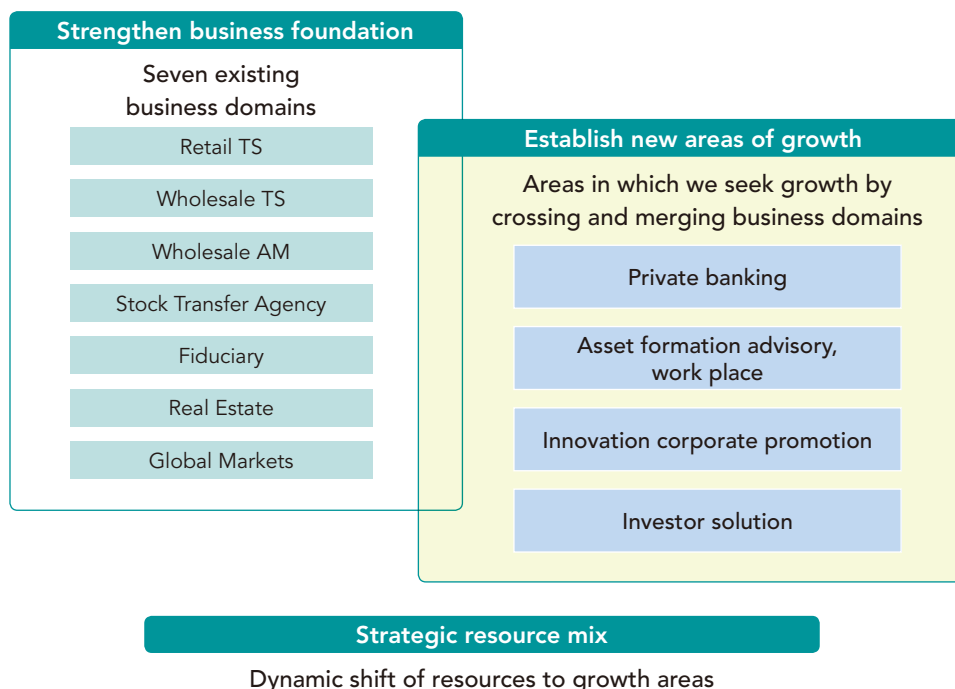 Strengthen business foundation
Seven existing
business domains
Retail TS
Wholesale TS
Wholesale AM
Stock Transfer Agency
Fiduciary
Real Estate
Global Markets
Establish new areas of growth
Areas in which we seek growth by
crossing and merging business domains
Private banking
Asset formation advisory,
work place
Innovation corporate promotion
Investor solution
Strategic resource mix
Dynamic shift of resources to growth areas